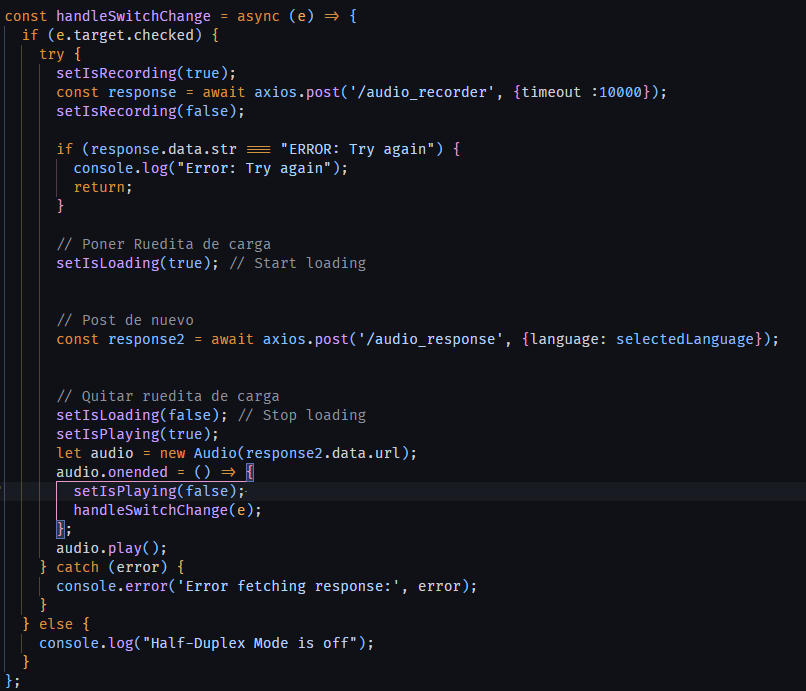 const handleSwitchChange = async (e) => {
if (e.target.checked) {
try {
setIsRecording(true);
const response = await axios.post('/audio_recorder', {timeout :10000});
setIsRecording(false);
if (response.data.str === "ERROR: Try again") {
console.log("Error: Try again");
return;
}
// Poner Ruedita de carga
setIsLoading(true); // Start loading
// Post de nuevo
const response2 = await axios.post('/audio_response', {language: selectedLanguage});
// Quitar ruedita de carga
setIsLoading(false); // Stop loading
setIsPlaying(true);
let audio = new Audio(response2.data.url);
audio.onended = () => {
setIsPlaying(false);
handleSwitchChange(e);
};
audio.play();
} catch (error) {
console.error('Error fetching response:', error);
}
} else {
console.log("Half-Duplex Mode is off");
}
};